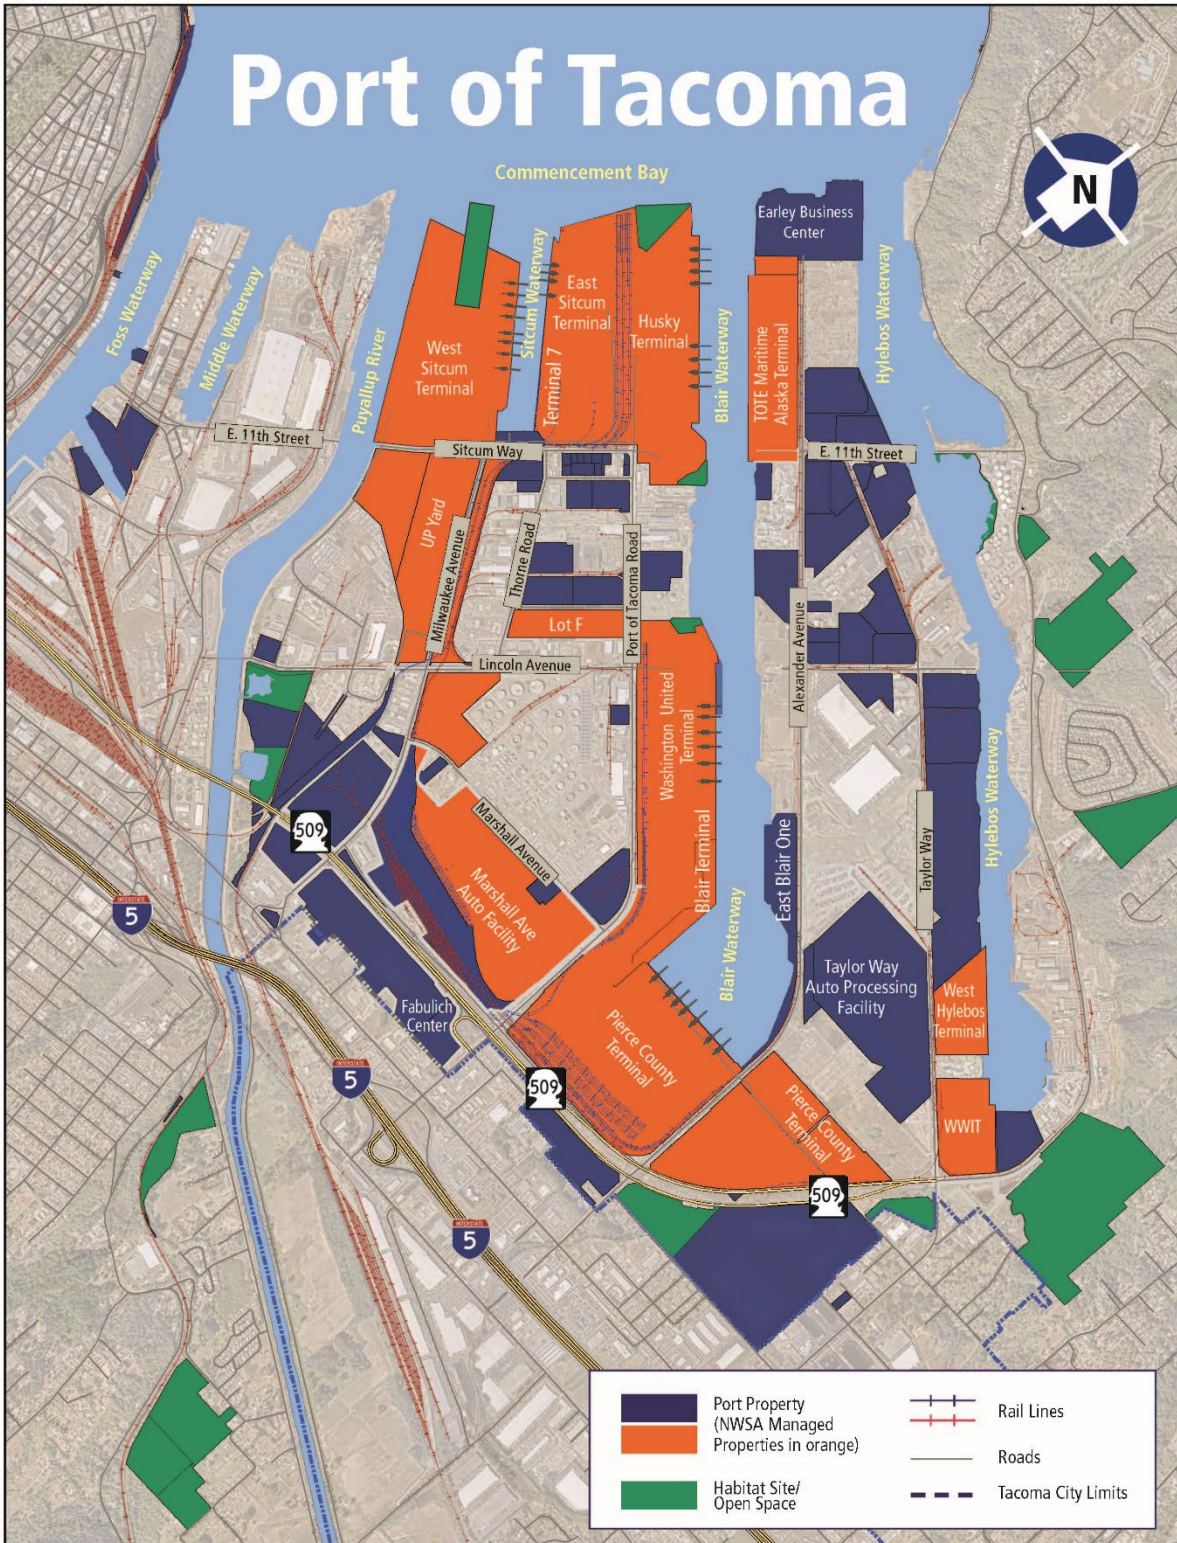 Port of Tacoma
Commencement Bay
N
Earley Business
Center
Foss Waterway
Middle Waterway
Puyallup River
West
Sitcum
Terminal
Sitcum Waterway
East
Sitcum
Terminal
Terminal 7
Husky
Terminal
Blair Waterway
TOTE Maritime
Alaska Terminal
Hylebos Waterway
E. 11th Street
Sitcum Way
E. 11th Street
UP Yard
Milwaukee Avenue
Thorne Road
Port of Tacoma Road
Lot F
Lincoln Avenue
Alexander Avenue
Washington United
Terminal
Blair Terminal
Hylebos Waterway
Taylor Way
East Blair One
509
Marshall Avenue
Marshall Ave
Auto Facility
INTERSTATE
5
Blair Waterway
Taylor Way
Auto Processing
Facility
West
Hylebos
Terminal
Fabulich
Center
Pierce County
Terminal
INTERSTATE
5
509
Pierce County
Terminal
WWIT
509
INTERSTATE
5
Port Property
(NWSA Managed
Properties in orange)
Habitat Site/
Open Space
Rail Lines
Roads
Tacoma City Limits